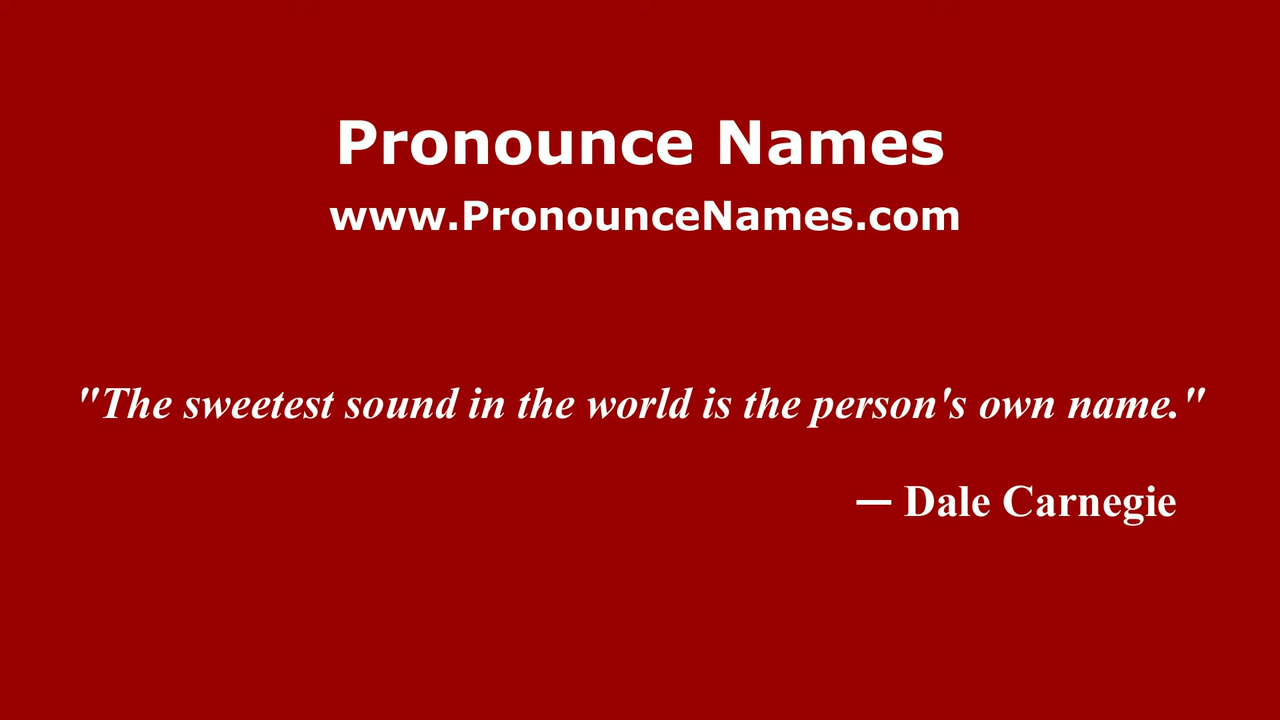 Pronounce Names
www.PronounceNames.com
"The sweetest sound in the world is the person's own name."
— Dale Carnegie